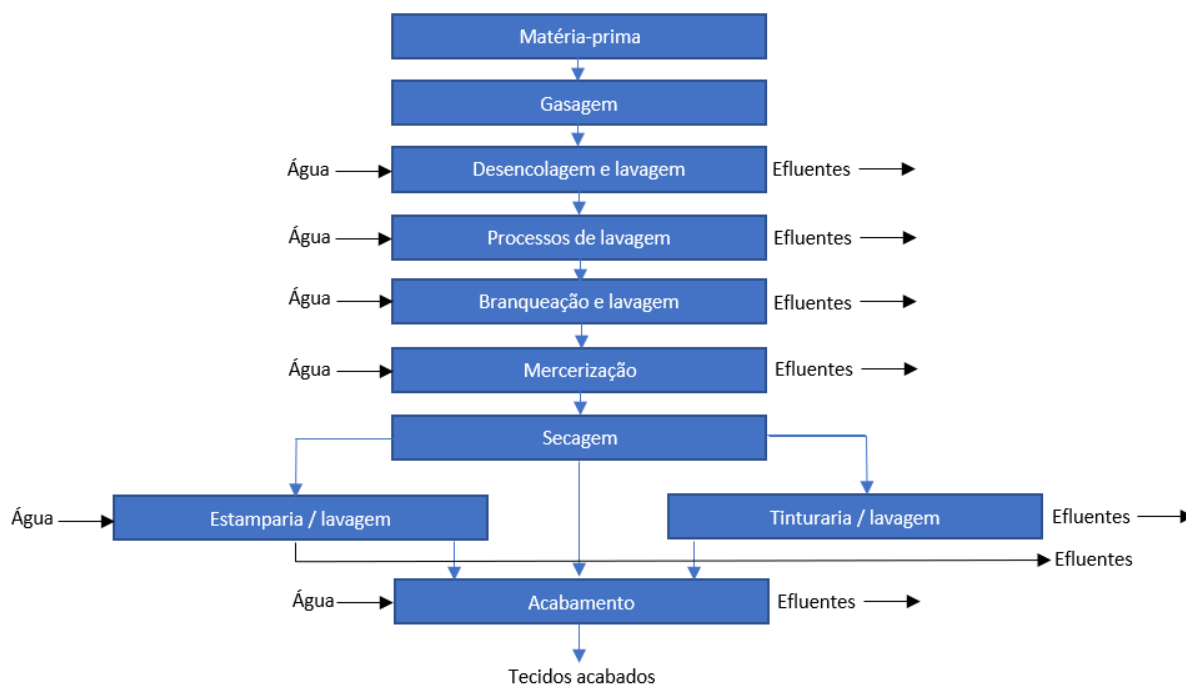 Matéria-prima
Gasagem
Água
Desencolagem e lavagem
Efluentes
Água
Processos de lavagem
Efluentes
Água
Branqueação e lavagem
Efluentes
Água
Mercerização
Efluentes
Secagem
Água
Estamparia / lavagem
Tinturaria / lavagem
Efluentes
Efluentes
Água
Acabamento
Efluentes
Tecidos acabados